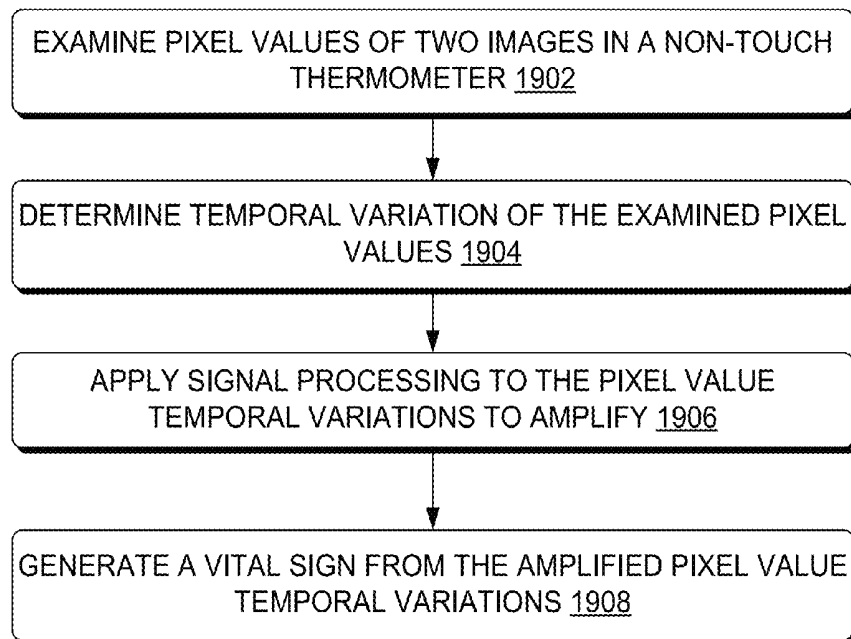 EXAMINE PIXEL VALUES OF TWO IMAGES IN A NON-TOUCH
THERMOMETER 1902
DETERMINE TEMPORAL VARIATION OF THE EXAMINED PIXEL
VALUES 1904
APPLY SIGNAL PROCESSING TO THE PIXEL VALUE
TEMPORAL VARIATIONS TO AMPLIFY 1906
GENERATE A VITAL SIGN FROM THE AMPLIFIED PIXEL VALUE
TEMPORAL VARIATIONS 1908